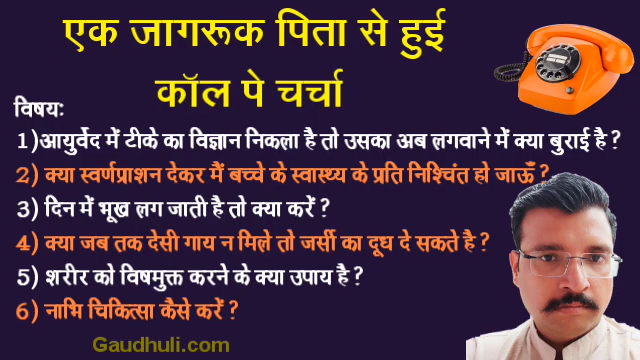 एक जागरूक पिता से हुई
कॉल पे चर्चा
विषयः
1)आयुर्वेद में टीके का विज्ञान निकला है तो उसका अब लगवाने में क्या बुराई है ?
2) क्या स्वर्णप्राशन देकर मैं बच्चे के स्वास्थ्य के प्रति निश्चिंत हो जाऊँ ?
3) दिन में भूख लग जाती है तो क्या करें ?
4) क्या जब तक देसी गाय न मिले तो जर्सी का दूध दे सकते है ?
5) शरीर को विषमुक्त करने के क्या उपाय है ?
6) नाभि चिकित्सा कैसे करें ?
Gaudhuli.com